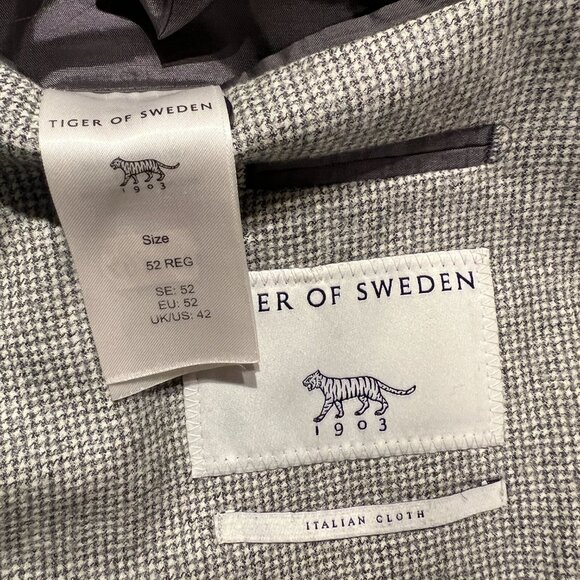 TIGER OF SWEDEN
1903
Size
52 REG
SE: 52
EU: 52
UK/US: 42
ER OF SWEDEN
1903
ITALIAN CLOTH